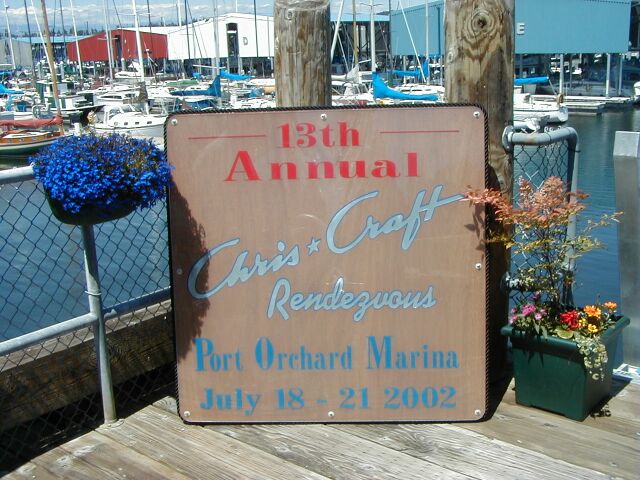 13th
Annual
Chris★Craft
Rendezvous
Port Orchard Marina
July 18 - 21 2002
E